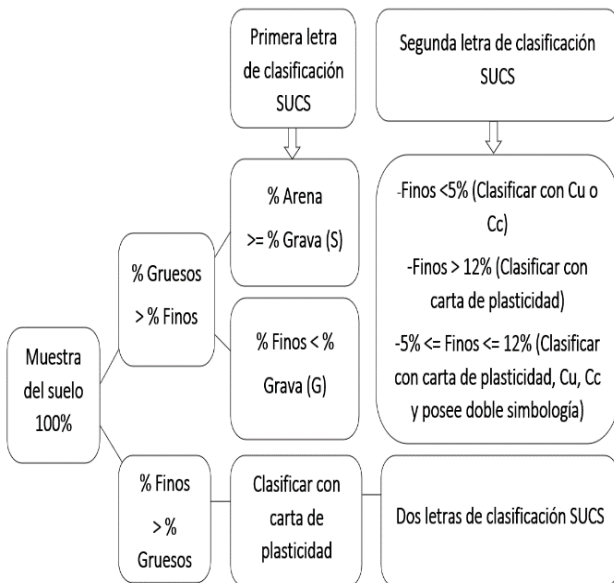 Primera letra
de clasificación
SUCS
Segunda letra de clasificación
SUCS
% Arena
>= % Grava (S)
-Finos <5% (Clasificar con Cu o
Cc)
-Finos > 12% (Clasificar con
carta de plasticidad)
-5% <= Finos <= 12% (Clasificar
con carta de plasticidad, Cu, Cc
y posee doble simbología)
% Gruesos
> % Finos
% Finos < %
Grava (G)
Muestra
del suelo
100%
% Finos
> %
Gruesos
Clasificar con
carta de
plasticidad
Dos letras de clasificación SUCS